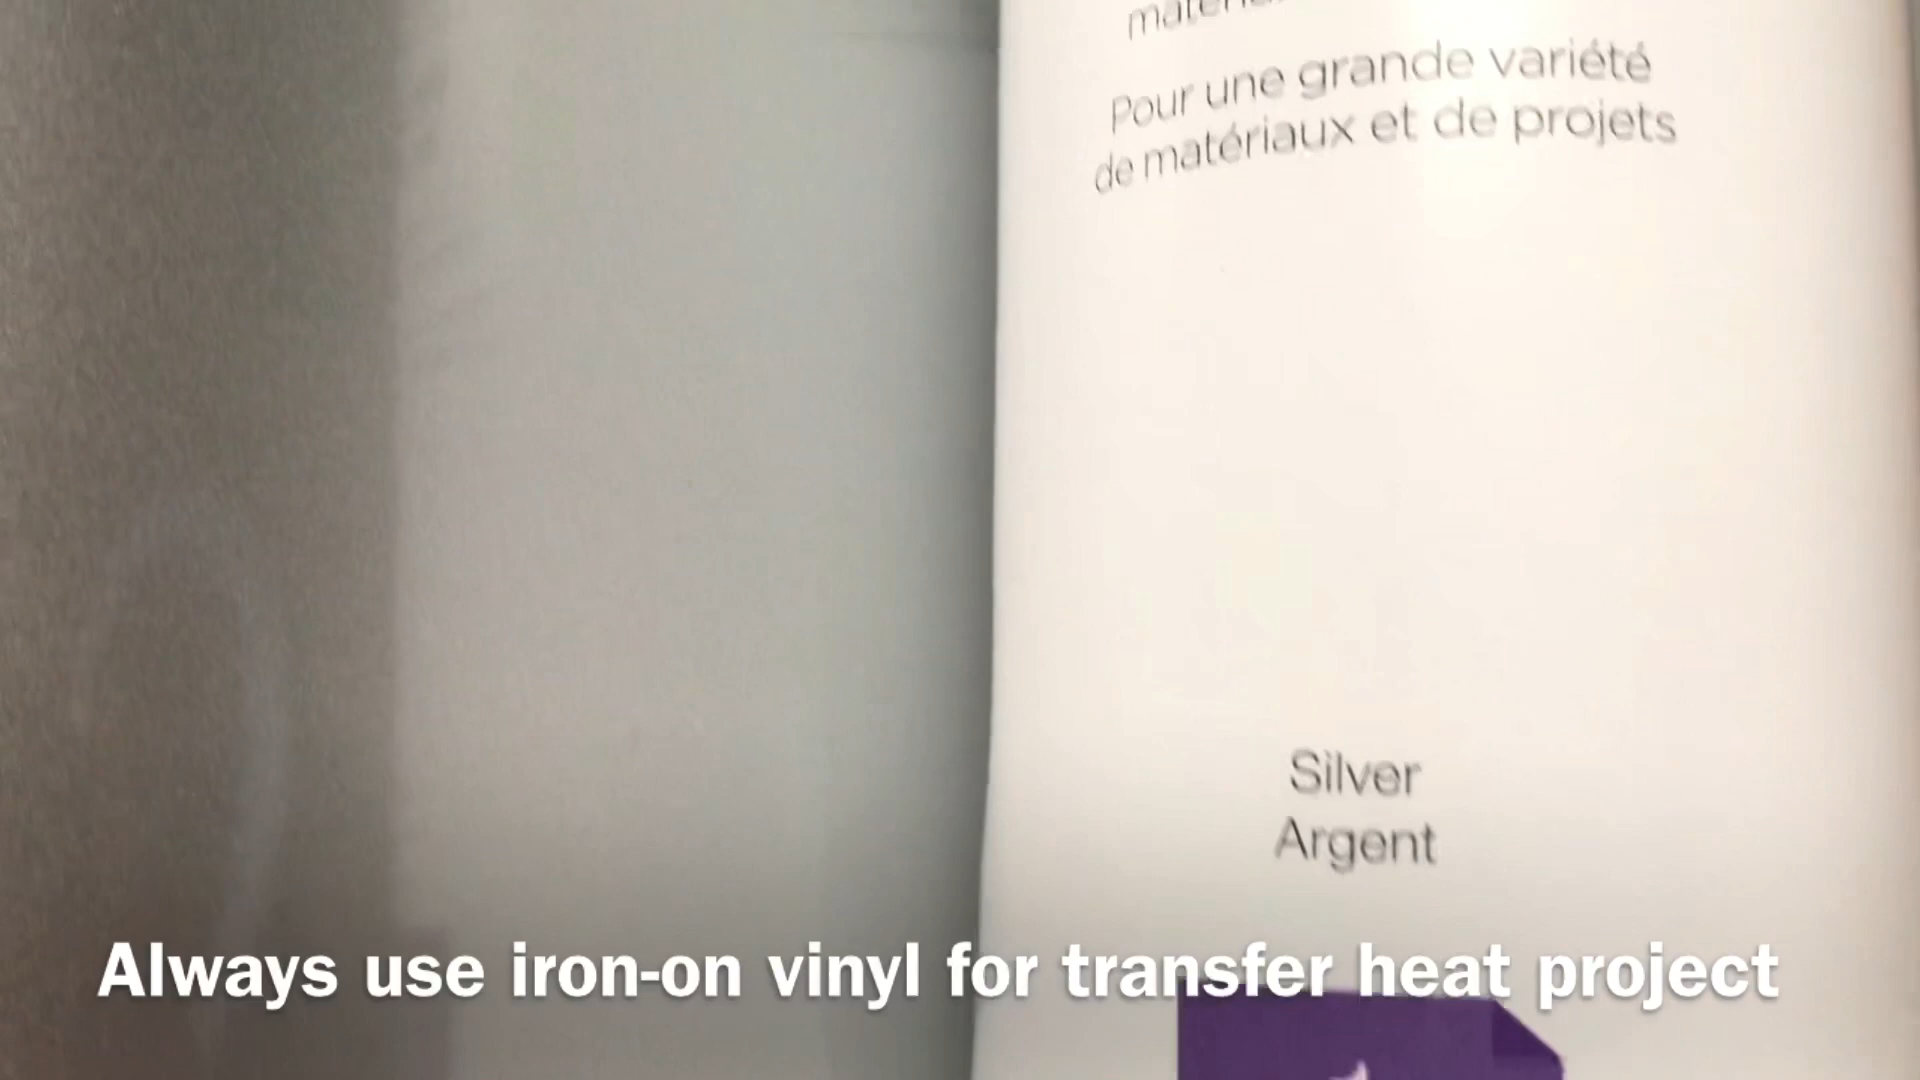 Pour une grande variété
de matériaux et de projets
Silver
Argent
Always use iron-on vinyl for transfer heat project